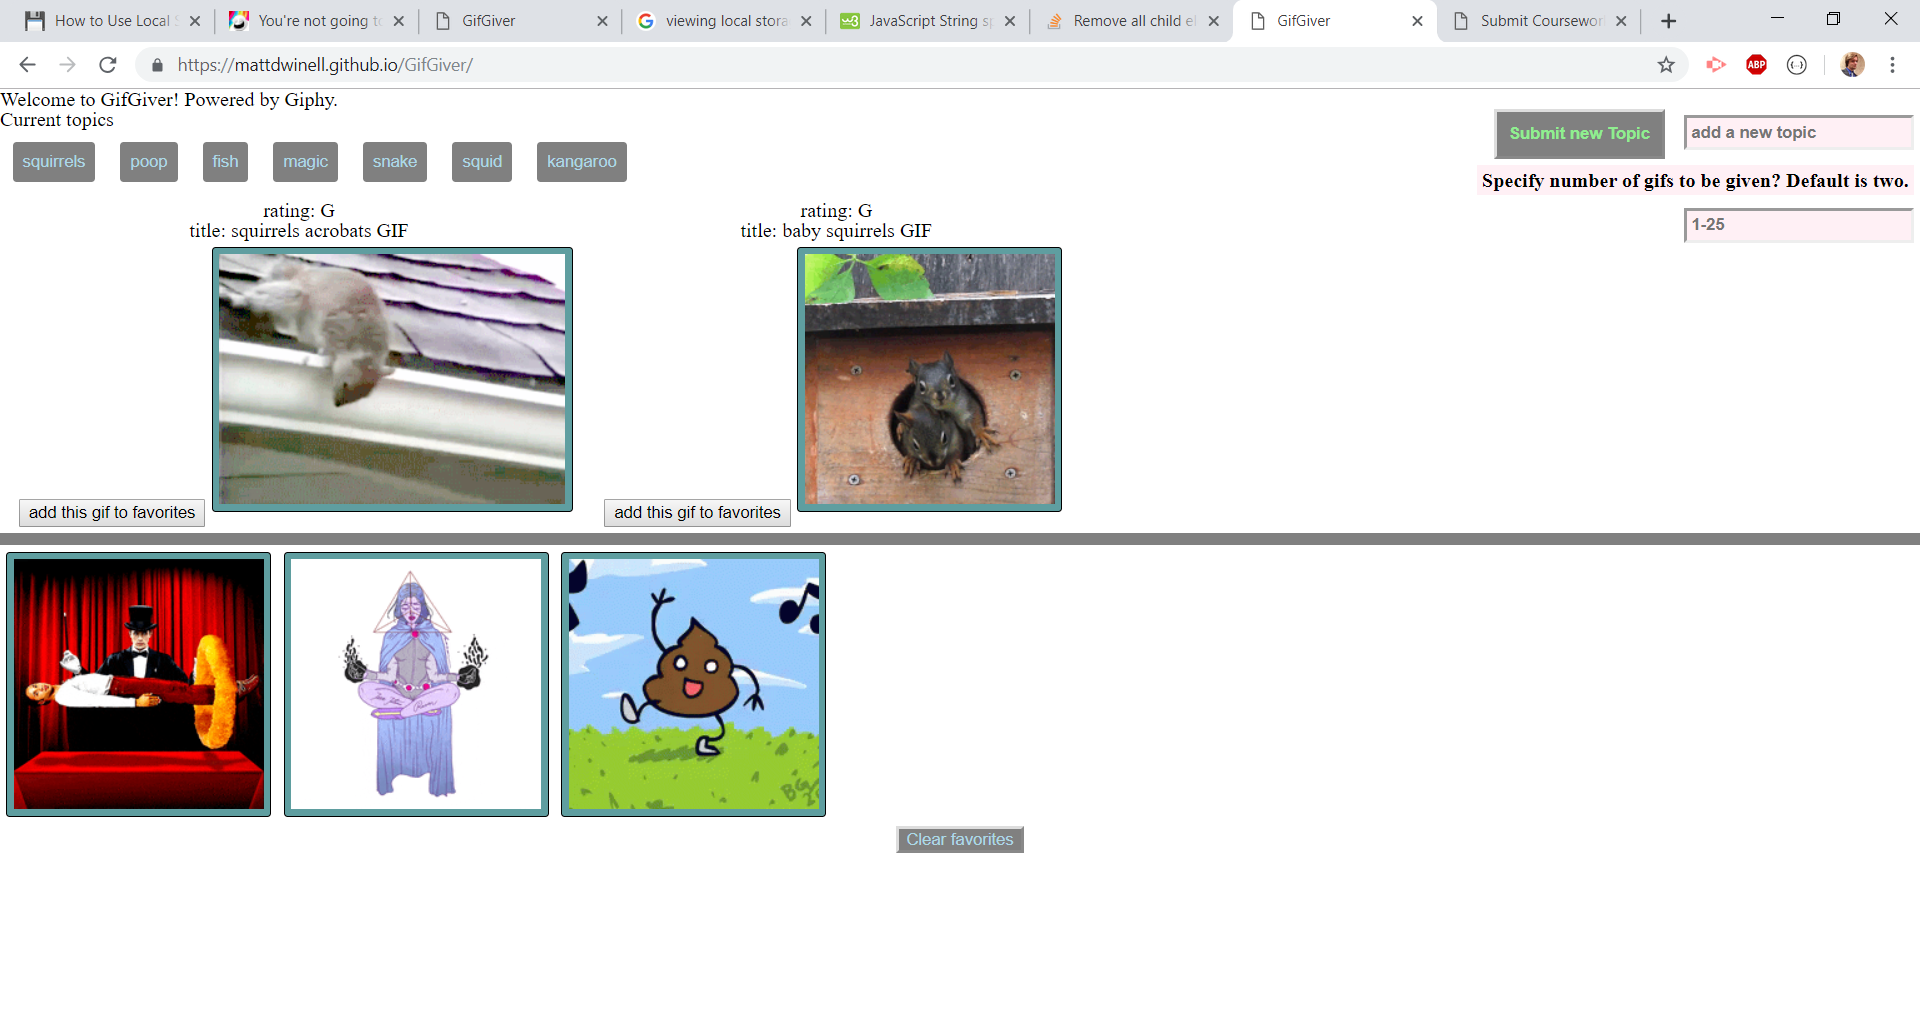 How to Use Local
You're not going t
GifGiver
viewing local stora
JavaScript String s
Remove all child e
GifGiver
Submit Coursewor
https://mattdwinell.github.io/GifGiver/
ABP
Welcome to GifGiver! Powered by Giphy.
Current topics
squirrels poop fish magic snake squid kangaroo
Submit new Topic
add a new topic
Specify number of gifs to be given? Default is two.
1-25
rating: G
title: squirrels acrobats GIF
add this gif to favorites
rating: G
title: baby squirrels GIF
add this gif to favorites
Clear favorites